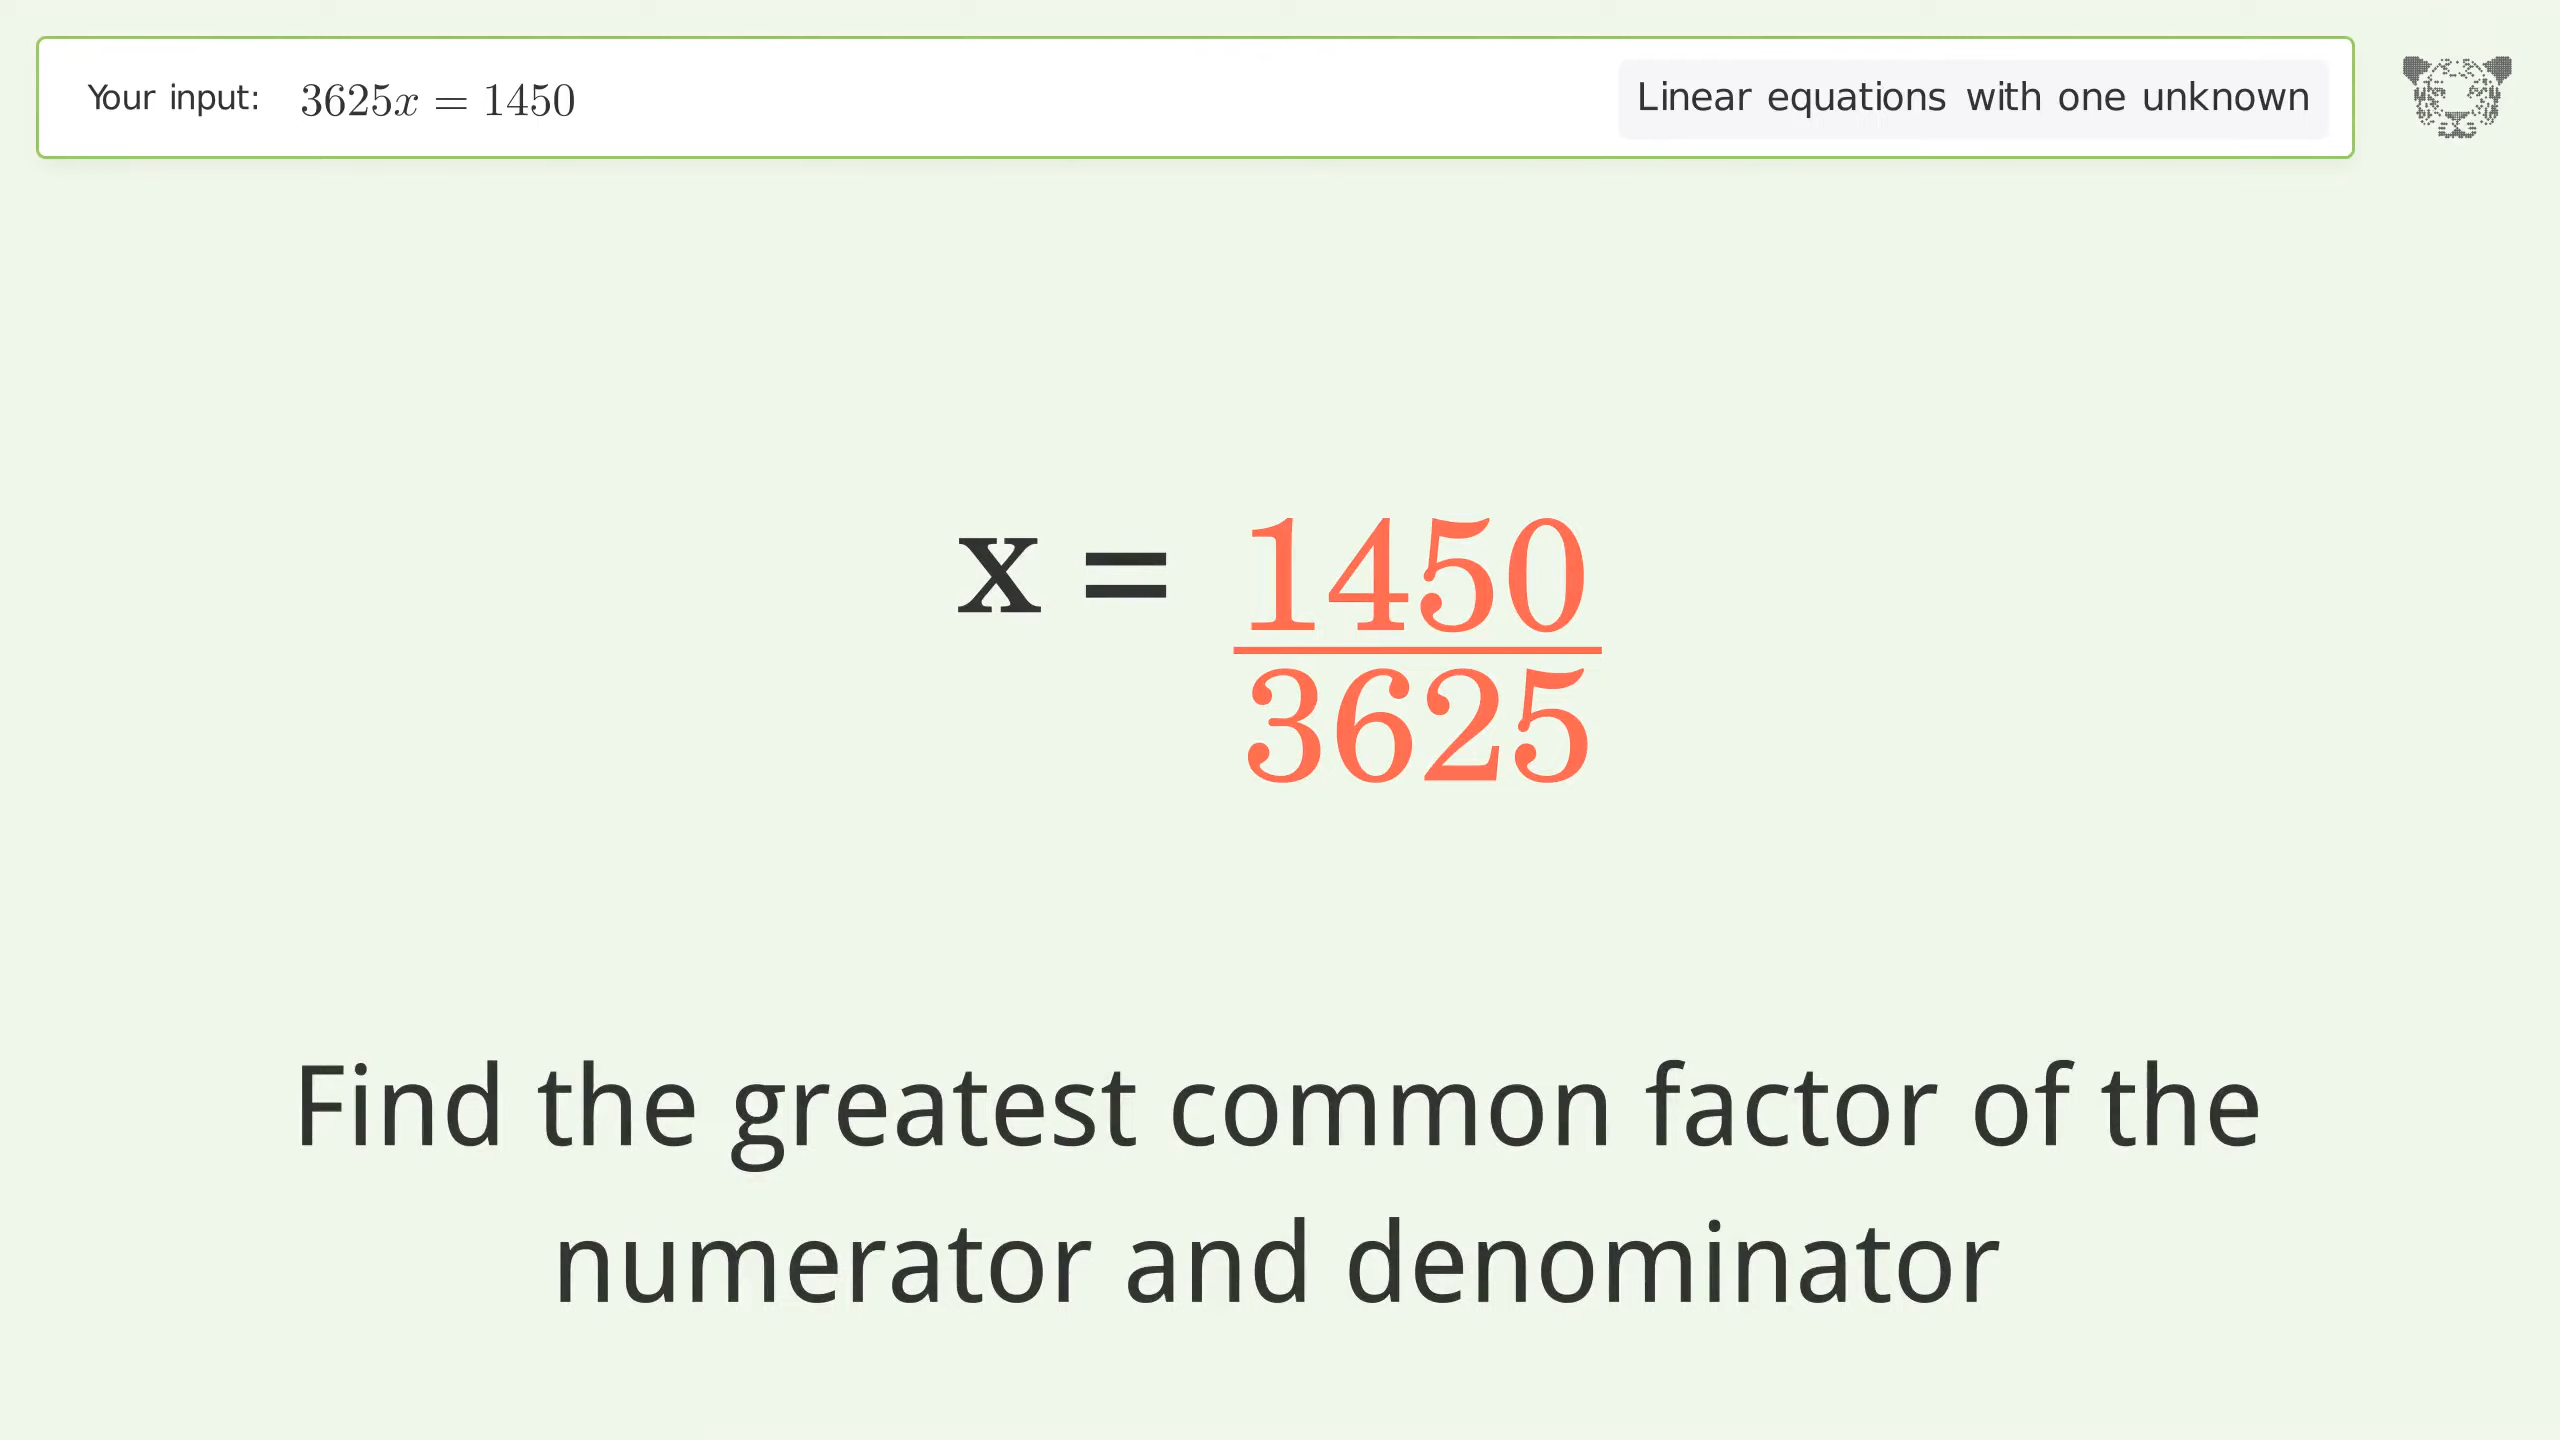 Your input: 3625x = 1450
Linear equations with one unknown
x = 1450/3625
Find the greatest common factor of the
numerator and denominator